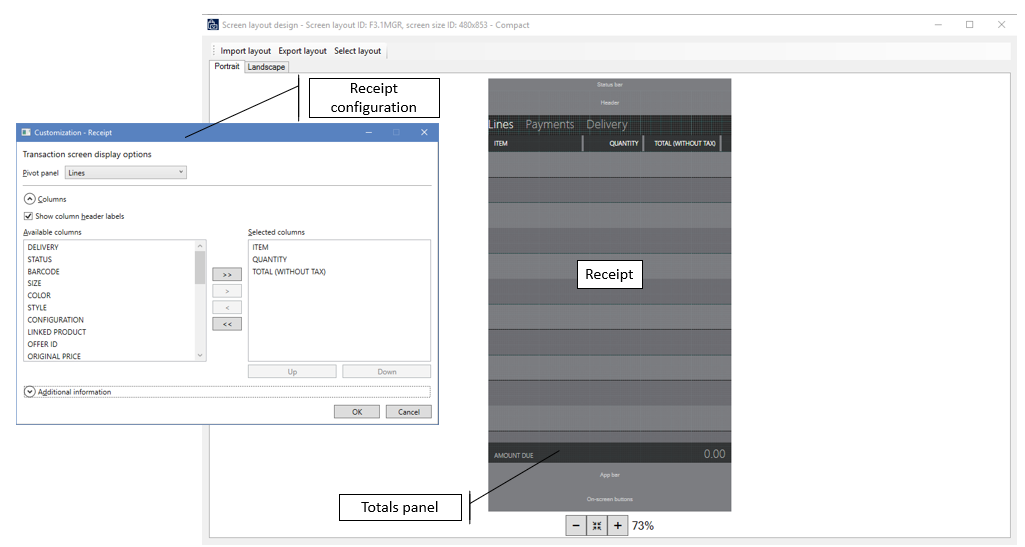 Screen layout design - Screen layout ID: F3.1MGR, screen size ID: 480x853 - Compact
Import layout Export layout Select layout
Portrait Landscape
Receipt
configuration
Customization - Receipt
Transaction screen display options
Pivot panel Lines
Columns
Show column header labels
Available columns
DELIVERY
STATUS
BARCODE
SIZE
COLOR
STYLE
CONFIGURATION
LINKED PRODUCT
OFFER ID
ORIGINAL PRICE
>>
>
<
<<
Selected columns
ITEM
QUANTITY
TOTAL (WITHOUT TAX)
Up Down
Additional information
OK Cancel
Status bar
Header
Lines Payments Delivery
ITEM QUANTITY TOTAL (WITHOUT TAX)
Receipt
AMOUNT DUE 0.00
App bar
On-screen buttons
Totals panel
73%